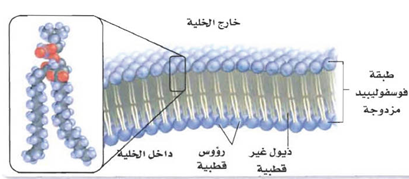 خارج الخلية
طبقة
فوسفوليبيد
مزدوجة
داخل الخلية
رؤوس
قطبية
ذيول غير
قطبية